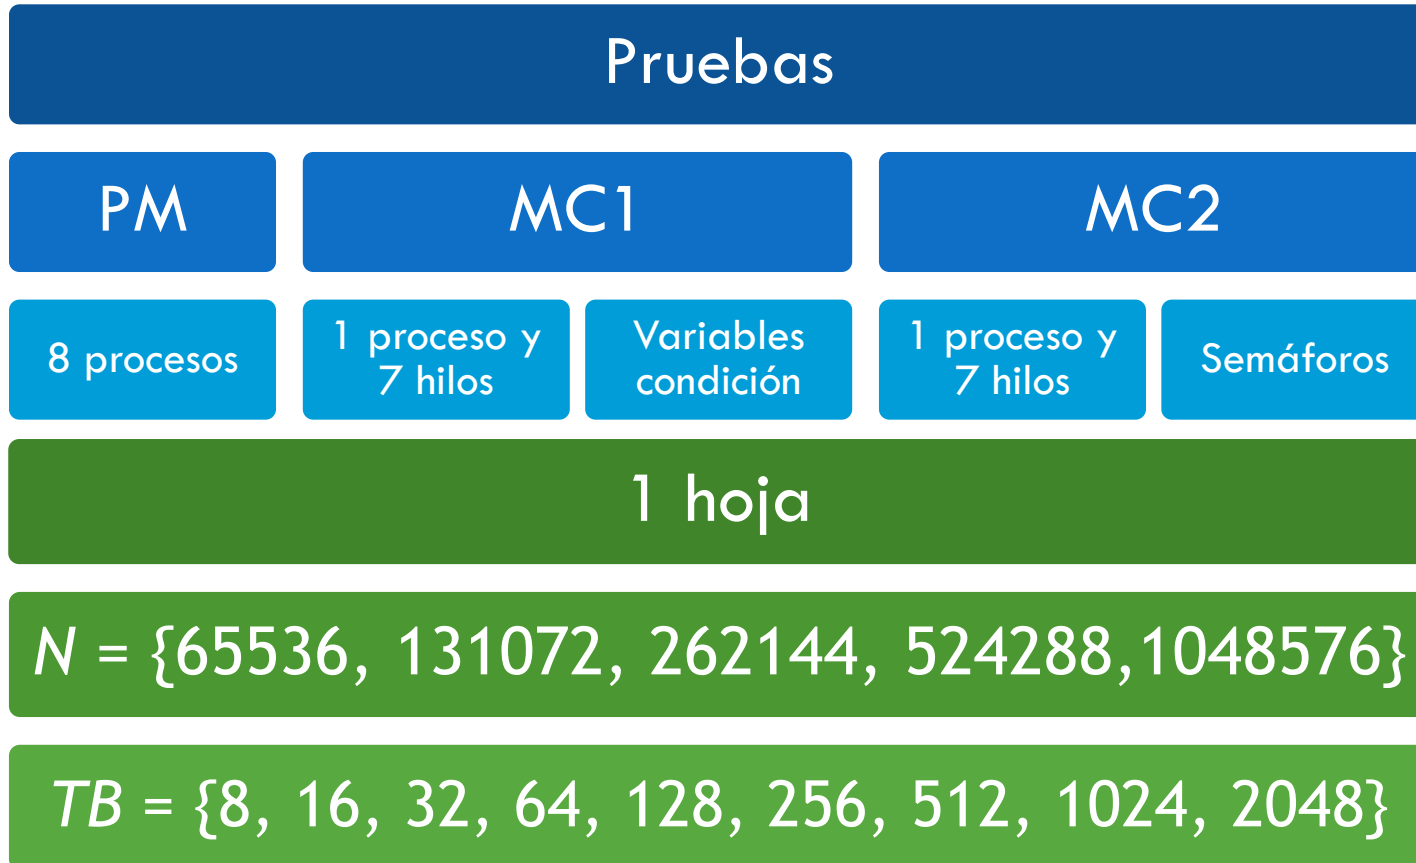 Pruebas
PM
MC1
MC2
8 procesos
1 proceso y
7 hilos
Variables
condición
1 proceso y
7 hilos
Semáforos
1 hoja
N = {65536, 131072, 262144, 524288,1048576}
TB = {8, 16, 32, 64, 128, 256, 512, 1024, 2048}